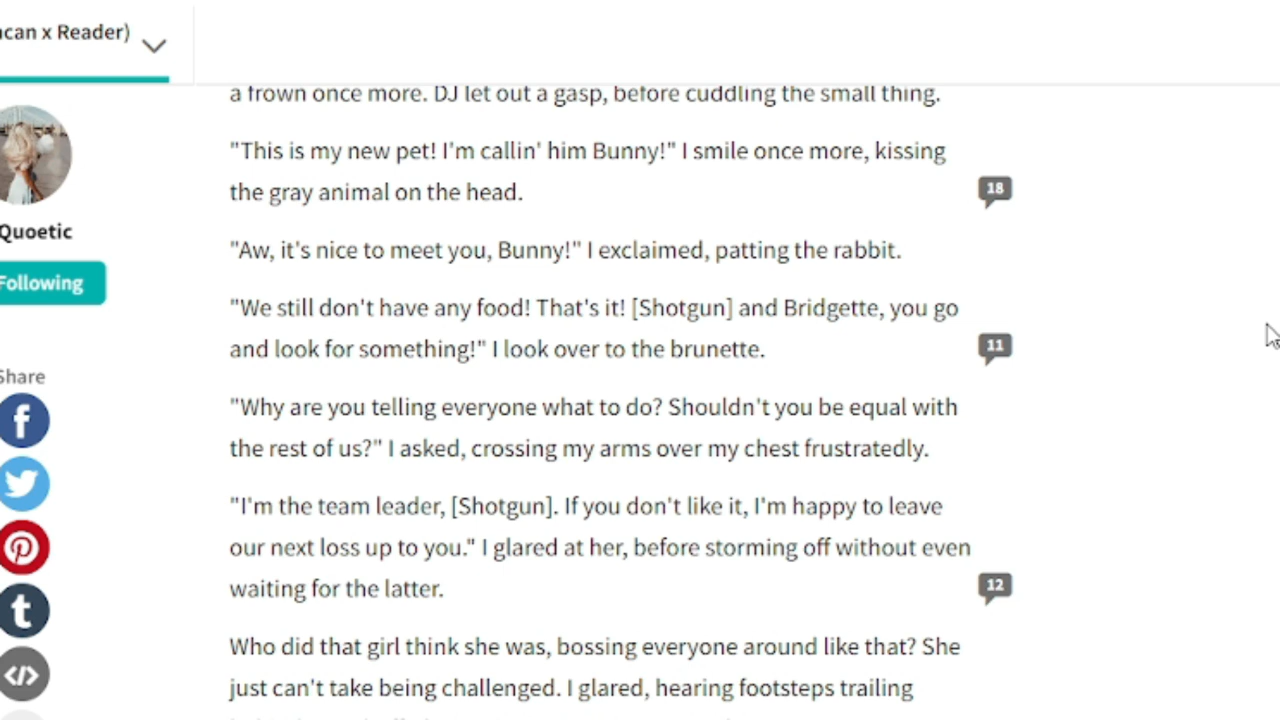 can x Reader)
a frown once more. DJ let out a gasp, before cuddling the small thing.
"This is my new pet! I'm callin' him Bunny!" I smile once more, kissing
the gray animal on the head.
18
"Aw, it's nice to meet you, Bunny!" I exclaimed, patting the rabbit.
"We still don't have any food! That's it! [Shotgun] and Bridgette, you go
and look for something!" I look over to the brunette.
11
"Why are you telling everyone what to do? Shouldn't you be equal with
the rest of us?" I asked, crossing my arms over my chest frustratedly.
"I'm the team leader, [Shotgun]. If you don't like it, I'm happy to leave
our next loss up to you." I glared at her, before storming off without even
waiting for the latter.
12
Who did that girl think she was, bossing everyone around like that? She
just can't take being challenged. I glared, hearing footsteps trailing
Quoetic
Following
Share